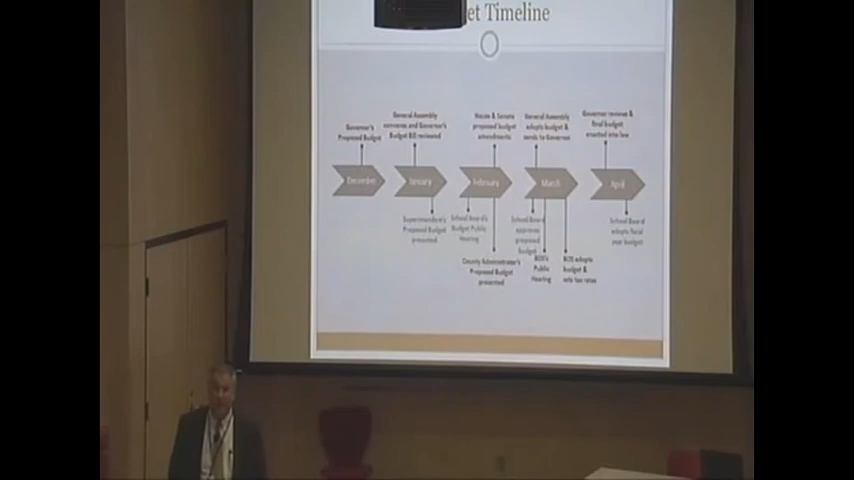 et Timeline
Governor's
Proposed Budget
General Assembly
convenes and Governor's
Budget Bill reviewed
House & Senate
proposed budget
amendments
General Assembly
adopts budget &
sends to Governor
Governor reviews &
final budget
enacted into law
December
January
February
March
April
Superintendent's
Proposed Budget
presented
School Board's
Budget Public
Hearing
County Administrator's
Proposed Budget
presented
School Board
approves
proposed
budget
BOS's
Public
Hearing
BOS adopts
budget &
sets tax rates
School Board
adopts fiscal
year budget